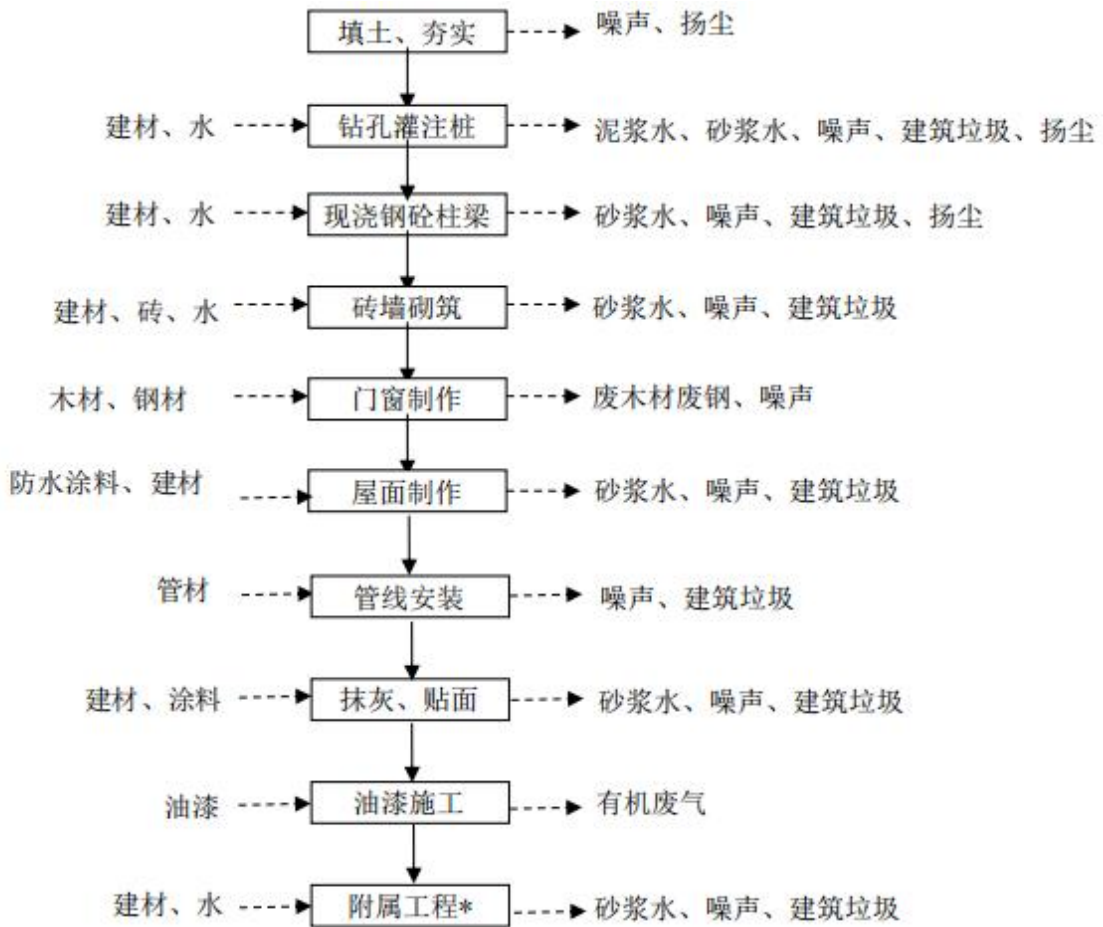 填土、夯实 噪声、扬尘
建材、水 钻孔灌注桩 泥浆水、砂浆水、噪声、建筑垃圾、扬尘
建材、水 现浇钢砼柱梁 砂浆水、噪声、建筑垃圾、扬尘
建材、砖、水 砖墙砌筑 砂浆水、噪声、建筑垃圾
木材、钢材 门窗制作 废木材废钢、噪声
防水涂料、建材 屋面制作 砂浆水、噪声、建筑垃圾
管材 管线安装 噪声、建筑垃圾
建材、涂料 抹灰、贴面 砂浆水、噪声、建筑垃圾
油漆 油漆施工 有机废气
建材、水 附属工程* 砂浆水、噪声、建筑垃圾